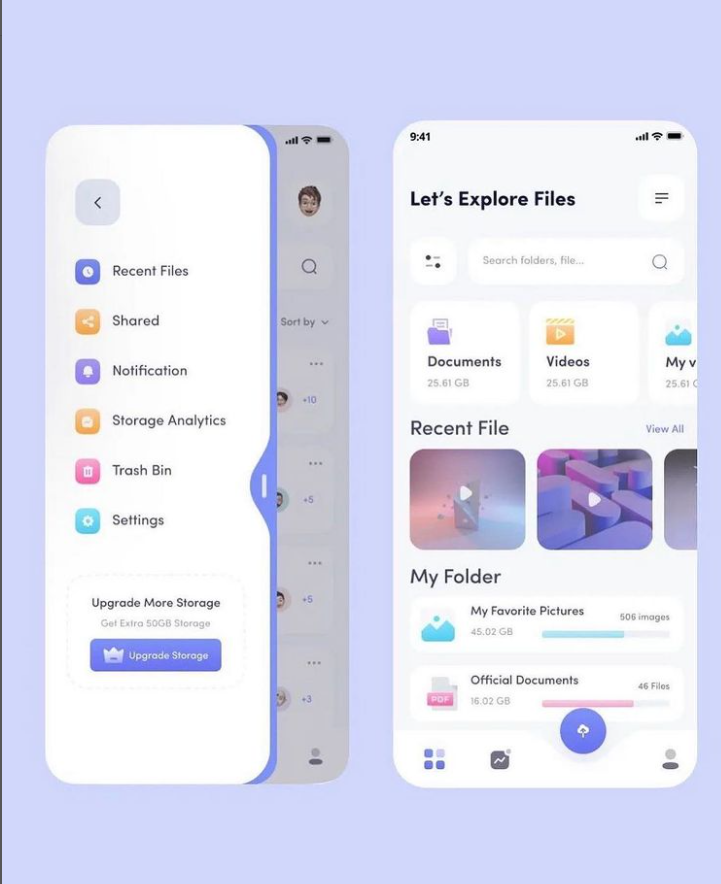 Recent Files
Shared
Notification
Storage Analytics
Trash Bin
Settings
Upgrade More Storage
Get Extra 50GB Storage
Upgrade Storage
Sort by
+10
+5
+5
+3
9:41
Let's Explore Files
Search folders, file...
Documents
25.61 GB
Videos
25.61 GB
My v
25.61 G
Recent File
View All
My Folder
My Favorite Pictures
506 images
45.02 GB
Official Documents
46 Files
PDF
16.02 GB